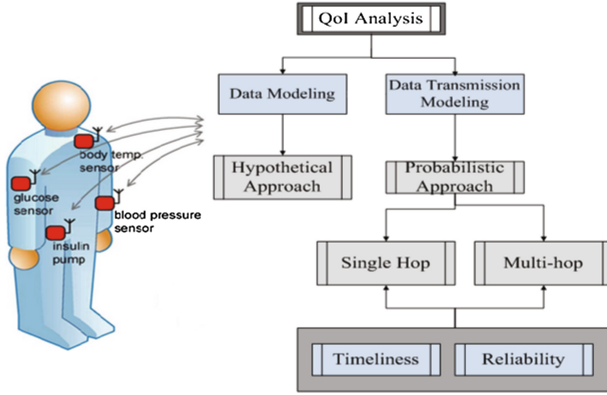 QoI Analysis
Data Modeling
Data Transmission
Modeling
Hypothetical
Approach
Probabilistic
Approach
Single Hop
Multi-hop
Timeliness
Reliability
body temp.
sensor
glucose
sensor
blood pressure
sensor
insulin
pump